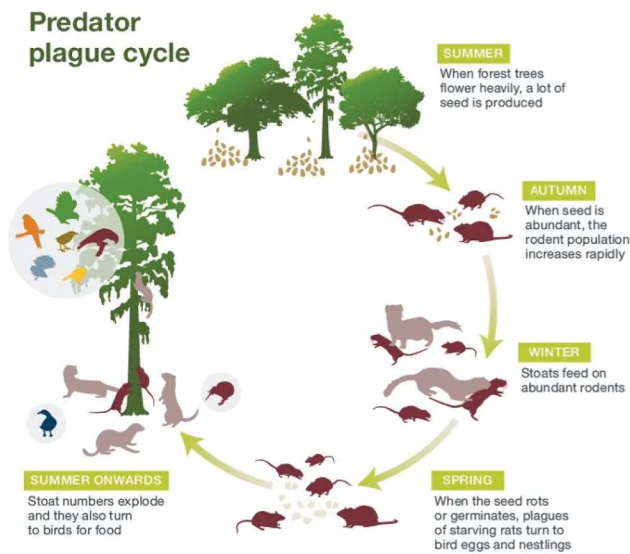 Predator
plague cycle
SUMMER
When forest trees
flower heavily, a lot of
seed is produced
AUTUMN
When seed is
abundant, the
rodent population
increases rapidly
WINTER
Stoats feed on
abundant rodents
SPRING
When the seed rots
or germinates, plagues
of starving rats turn to
bird eggs and nestlings
SUMMER ONWARDS
Stoat numbers explode
and they also turn
to birds for food